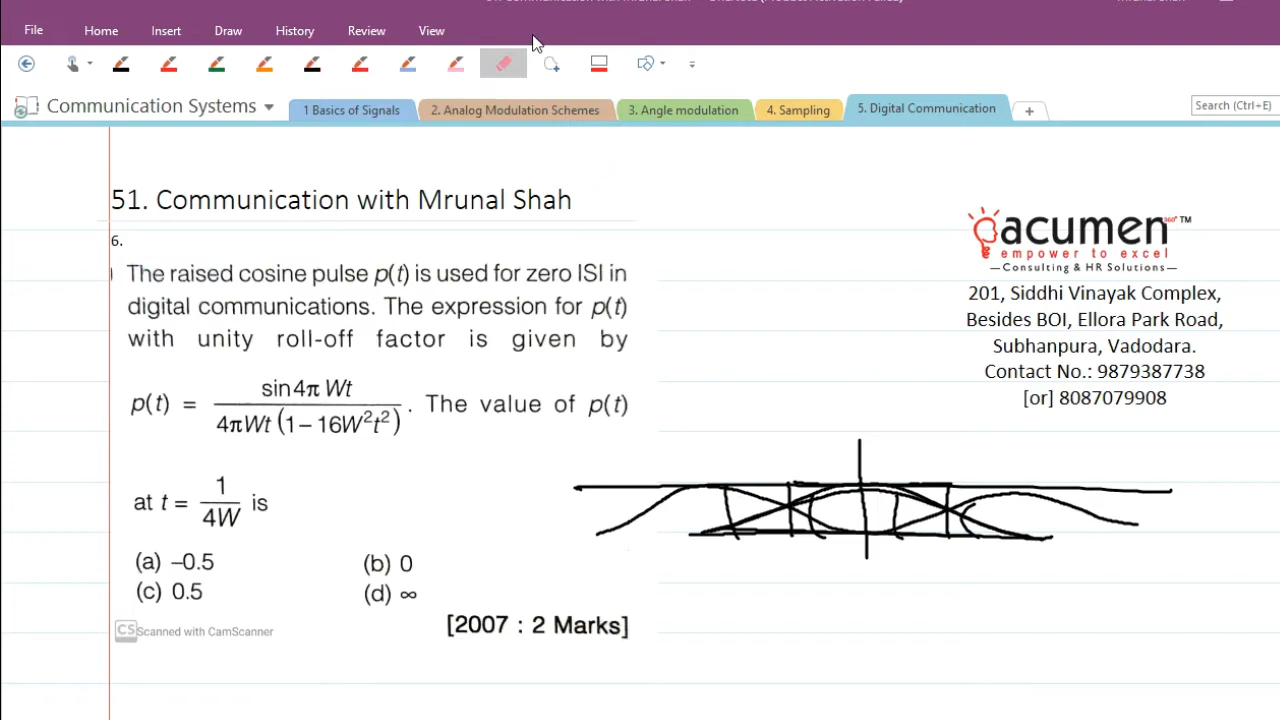 File Home Insert Draw History Review View
Communication Systems 1 Basics of Signals 2. Analog Modulation Schemes 3. Angle modulation 4. Sampling 5. Digital Communication + Search (Ctrl+E)
51. Communication with Mrunal Shah
6.
The raised cosine pulse p(t) is used for zero ISI in
digital communications. The expression for p(t)
with unity roll-off factor is given by
p(t) = sin4π Wt / 4πWt (1 – 16W²t²) . The value of p(t)
at t = 1/4W is
(a) –0.5 (b) 0
(c) 0.5 (d) ∞
[2007 : 2 Marks]
CS Scanned with CamScanner
acumen 360° ™
empower to excel
—Consulting & HR Solutions—
201, Siddhi Vinayak Complex,
Besides BOI, Ellora Park Road,
Subhanpura, Vadodara.
Contact No.: 9879387738
[or] 8087079908